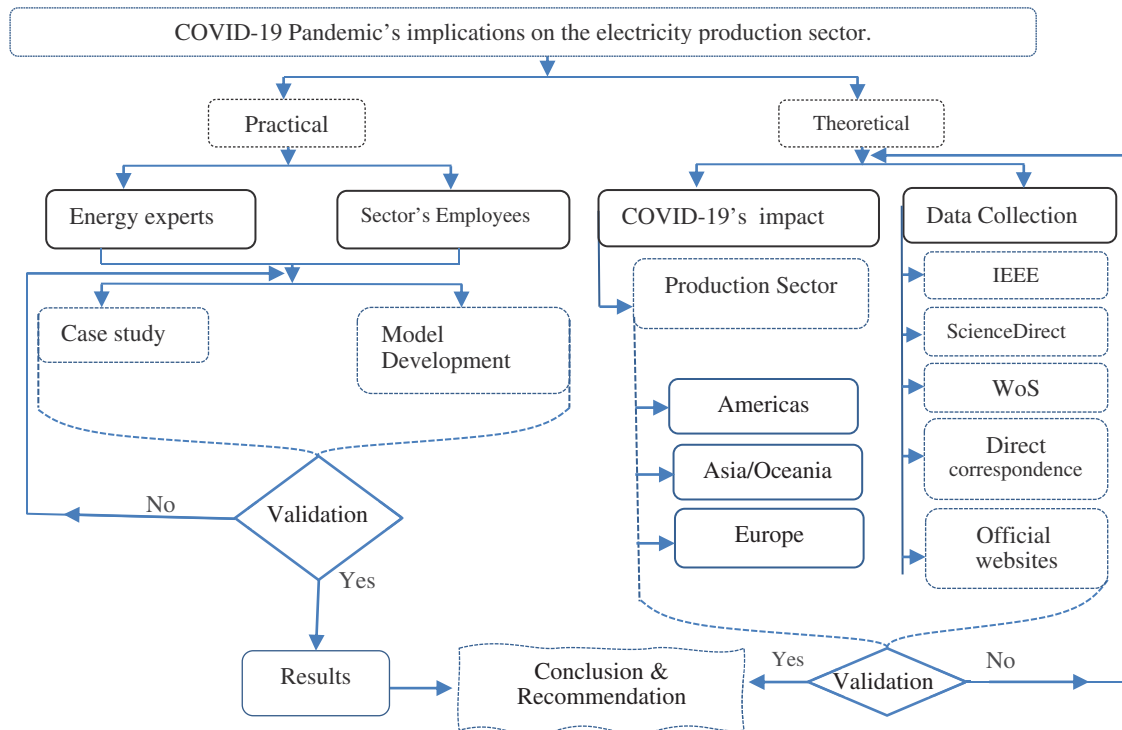 COVID-19 Pandemic’s implications on the electricity production sector.
Practical
Theoretical
Energy experts
Sector’s Employees
COVID-19’s impact
Data Collection
Case study
Model
Development
Production Sector
IEEE
ScienceDirect
WoS
Direct
correspondence
Official
websites
Americas
Asia/Oceania
Europe
No
Validation
Yes
Results
Conclusion &
Recommendation
Yes
Validation
No